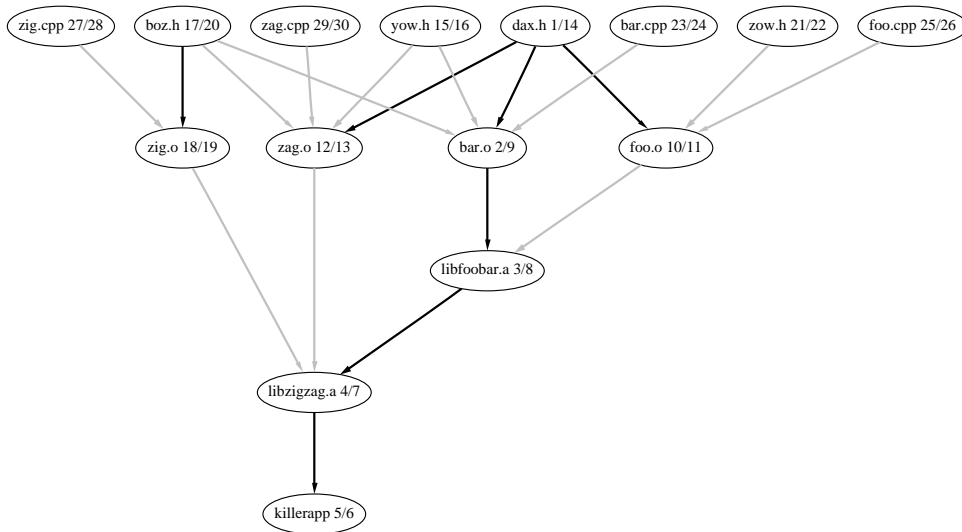 zig.cpp 27/28
boz.h 17/20
zag.cpp 29/30
yow.h 15/16
dax.h 1/14
bar.cpp 23/24
zow.h 21/22
foo.cpp 25/26
zig.o 18/19
zag.o 12/13
bar.o 2/9
foo.o 10/11
libfoobar.a 3/8
libzigzag.a 4/7
killerapp 5/6